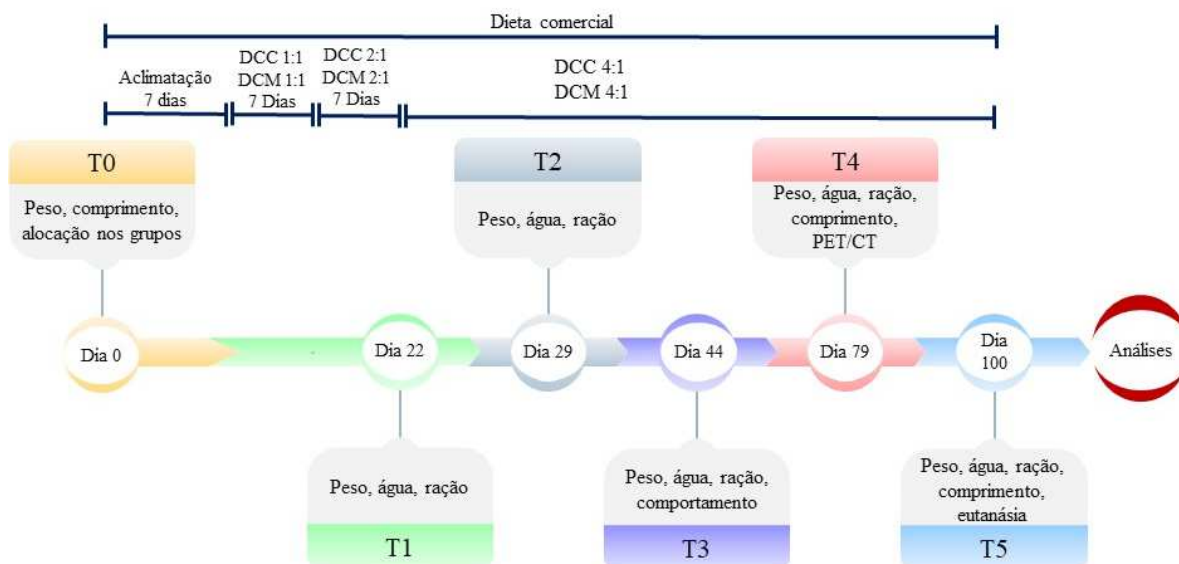 Dieta comercial
Aclimatação
7 dias
DCC 1:1
DCM 1:1
7 Dias
DCC 2:1
DCM 2:1
7 Dias
DCC 4:1
DCM 4:1
T0
Peso, comprimento,
alocação nos grupos
T2
Peso, água, ração
T4
Peso, água, ração,
comprimento,
PET/CT
Dia 0
Dia 22
Dia 29
Dia 44
Dia 79
Dia
100
Análises
Peso, água, ração
T1
Peso, água, ração,
comportamento
T3
Peso, água, ração,
comprimento,
eutanásia
T5